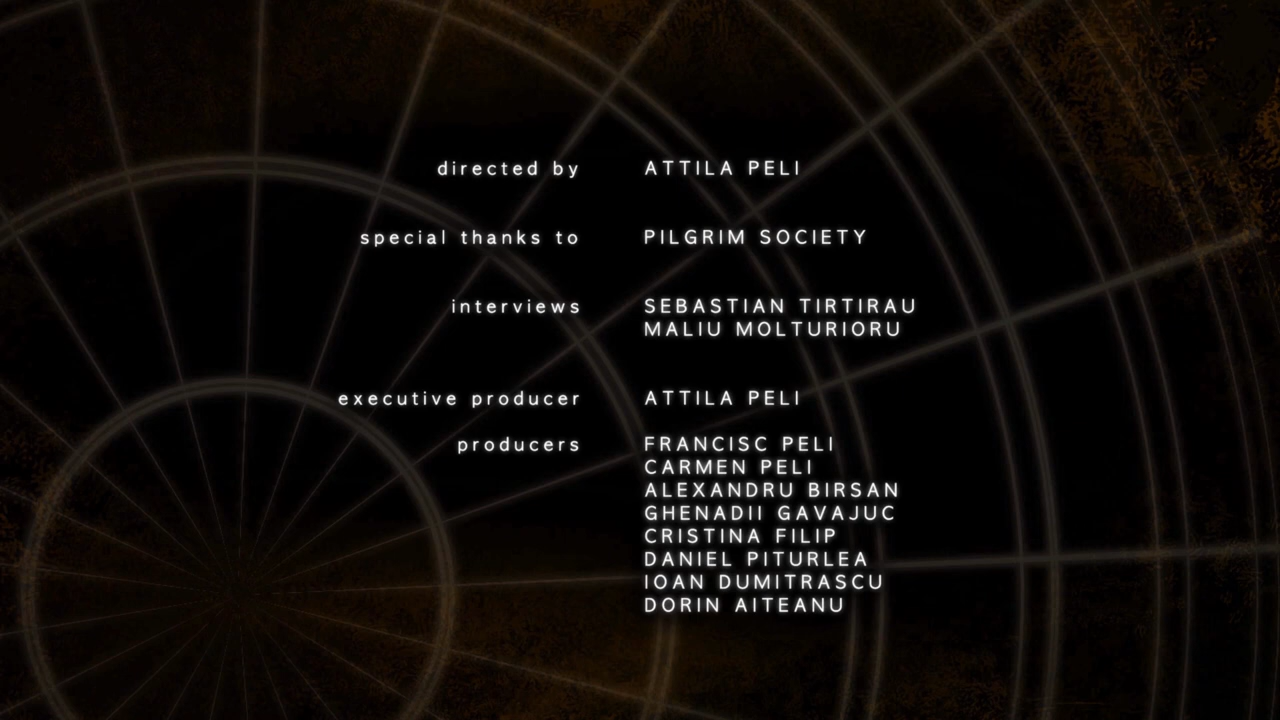 directed by ATTILA PELI
special thanks to PILGRIM SOCIETY
interviews SEBASTIAN TIRTIRAU
MALIU MOLTURIORU
executive producer ATTILA PELI
producers FRANCISC PELI
CARMEN PELI
ALEXANDRU BIRSAN
GHENADII GAVAJUC
CRISTINA FILIP
DANIEL PITURLEA
IOAN DUMITRASCU
DORIN AITEANU